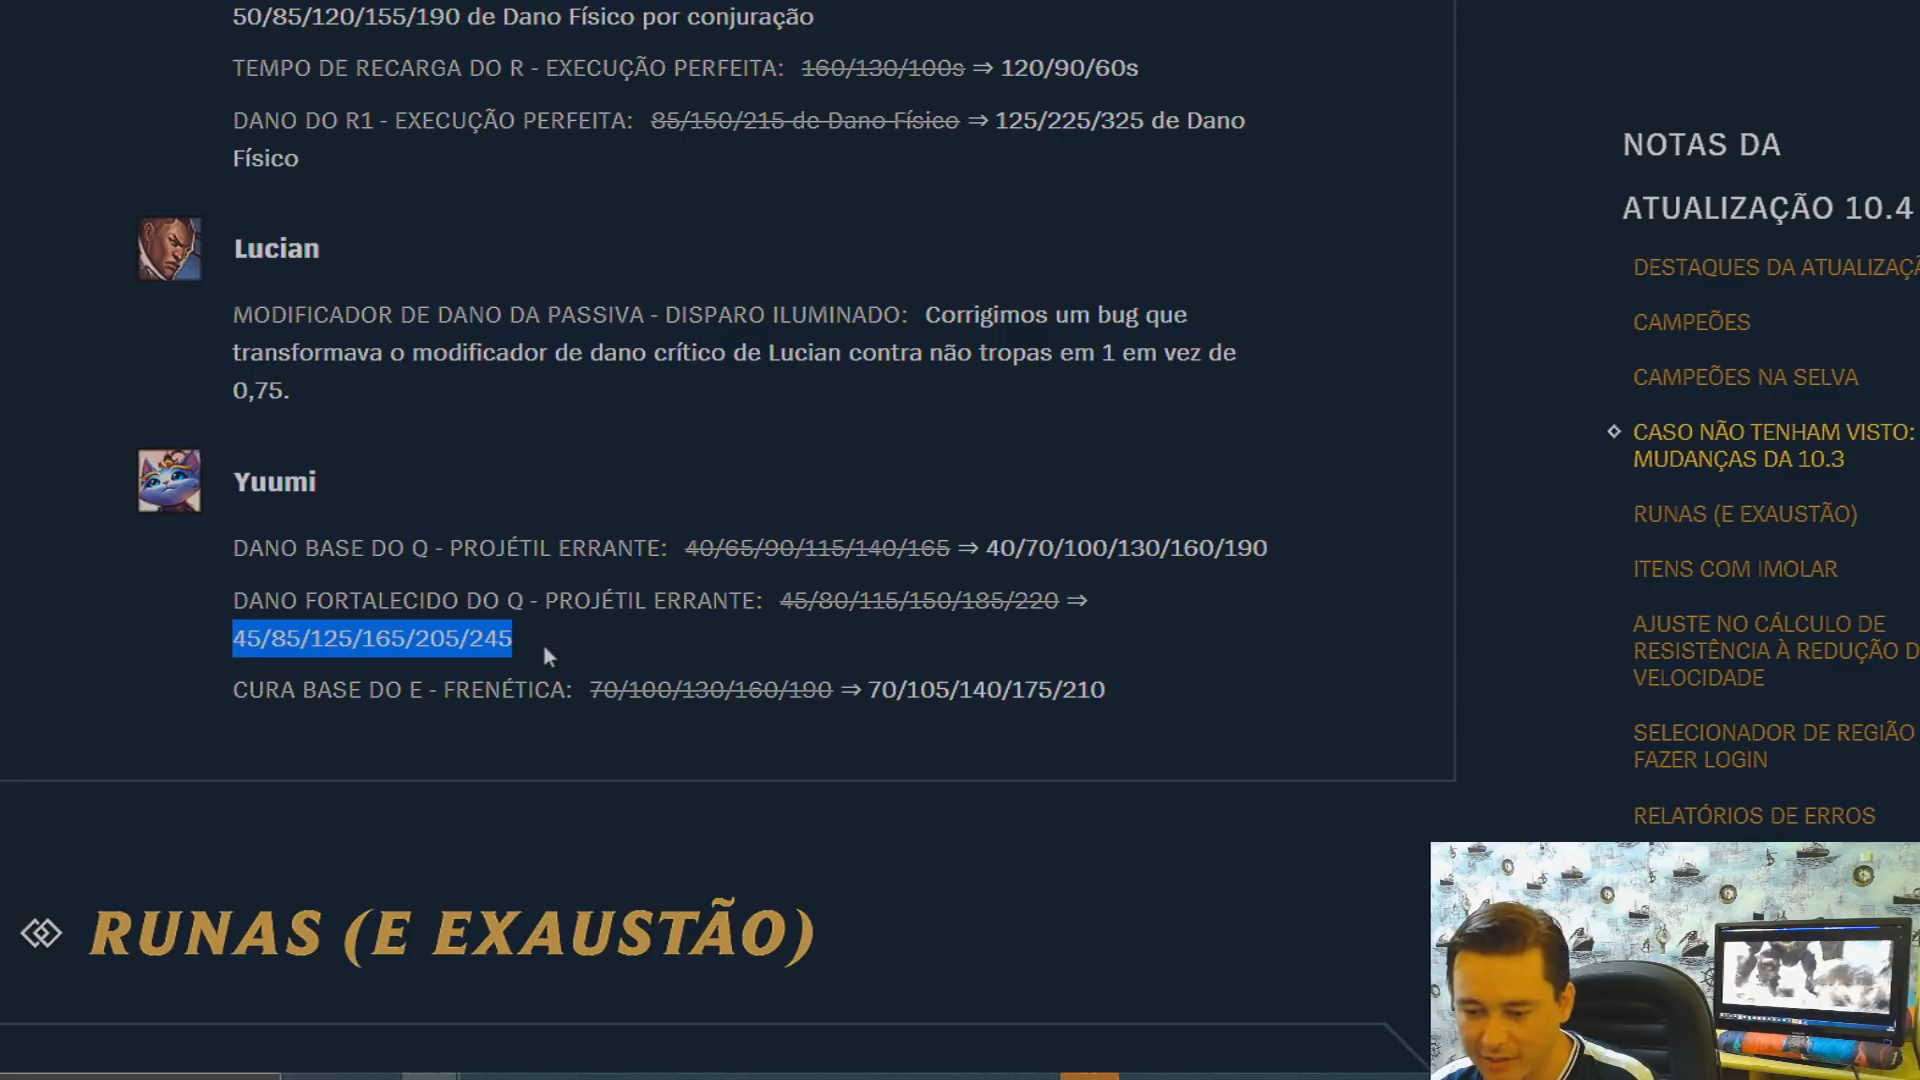 50/85/120/155/190 de Dano Físico por conjuração
TEMPO DE RECARGA DO R - EXECUÇÃO PERFEITA: 160/130/100s ⇒ 120/90/60s
DANO DO R1 - EXECUÇÃO PERFEITA: 85/150/215 de Dano Físico ⇒ 125/225/325 de Dano
Físico
Lucian
MODIFICADOR DE DANO DA PASSIVA - DISPARO ILUMINADO: Corrigimos um bug que
transformava o modificador de dano crítico de Lucian contra não tropas em 1 em vez de
0,75.
Yuumi
DANO BASE DO Q - PROJÉTIL ERRANTE: 40/65/90/115/140/165 ⇒ 40/70/100/130/160/190
DANO FORTALECIDO DO Q - PROJÉTIL ERRANTE: 45/80/115/150/185/220 ⇒
45/85/125/165/205/245
CURA BASE DO E - FRENÉTICA: 70/100/130/160/190 ⇒ 70/105/140/175/210
RUNAS (E EXAUSTÃO)
NOTAS DA
ATUALIZAÇÃO 10.4
DESTAQUES DA ATUALIZAÇÃ
CAMPEÕES
CAMPEÕES NA SELVA
CASO NÃO TENHAM VISTO:
MUDANÇAS DA 10.3
RUNAS (E EXAUSTÃO)
ITENS COM IMOLAR
AJUSTE NO CÁLCULO DE
RESISTÊNCIA À REDUÇÃO D
VELOCIDADE
SELECIONADOR DE REGIÃO
FAZER LOGIN
RELATÓRIOS DE ERROS